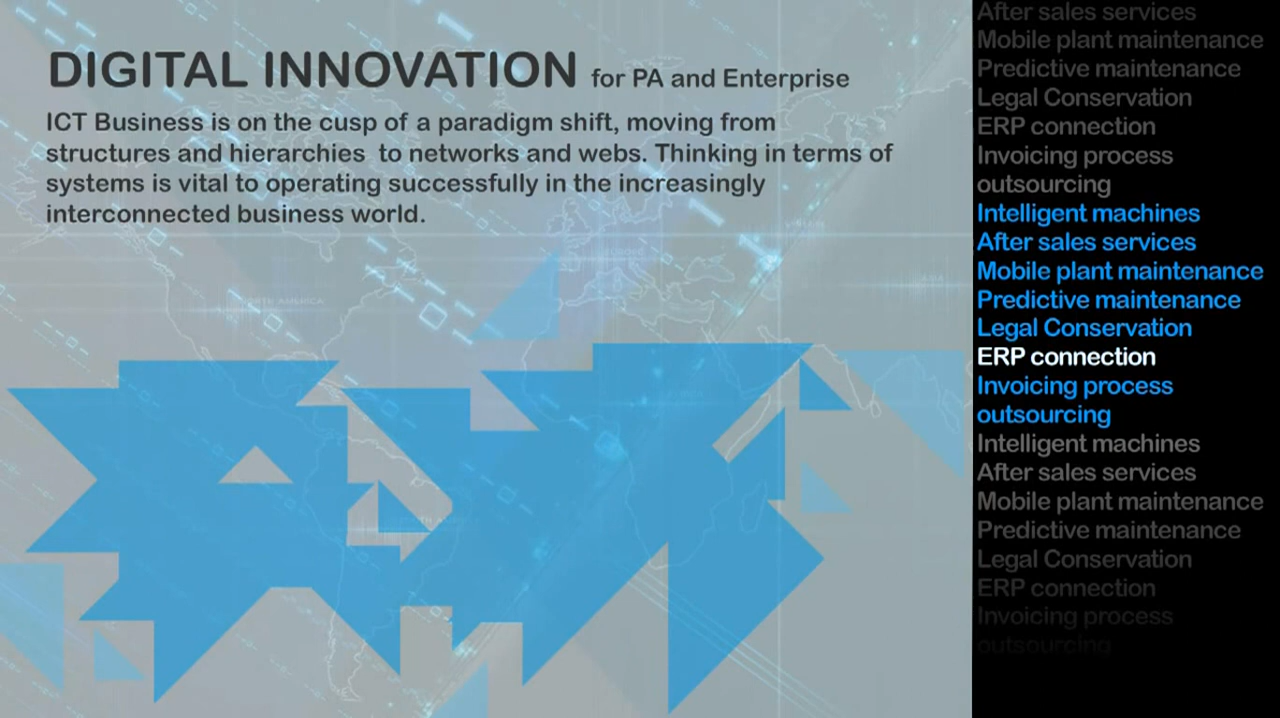 DIGITAL INNOVATION for PA and Enterprise
ICT Business is on the cusp of a paradigm shift, moving from
structures and hierarchies to networks and webs. Thinking in terms of
systems is vital to operating successfully in the increasingly
interconnected business world.
NORTH AMERICA
ASIA
After sales services
Mobile plant maintenance
Predictive maintenance
Legal Conservation
ERP connection
Invoicing process
outsourcing
Intelligent machines
After sales services
Mobile plant maintenance
Predictive maintenance
Legal Conservation
ERP connection
Invoicing process
outsourcing
Intelligent machines
After sales services
Mobile plant maintenance
Predictive maintenance
Legal Conservation
ERP connection
Invoicing process
outsourcing